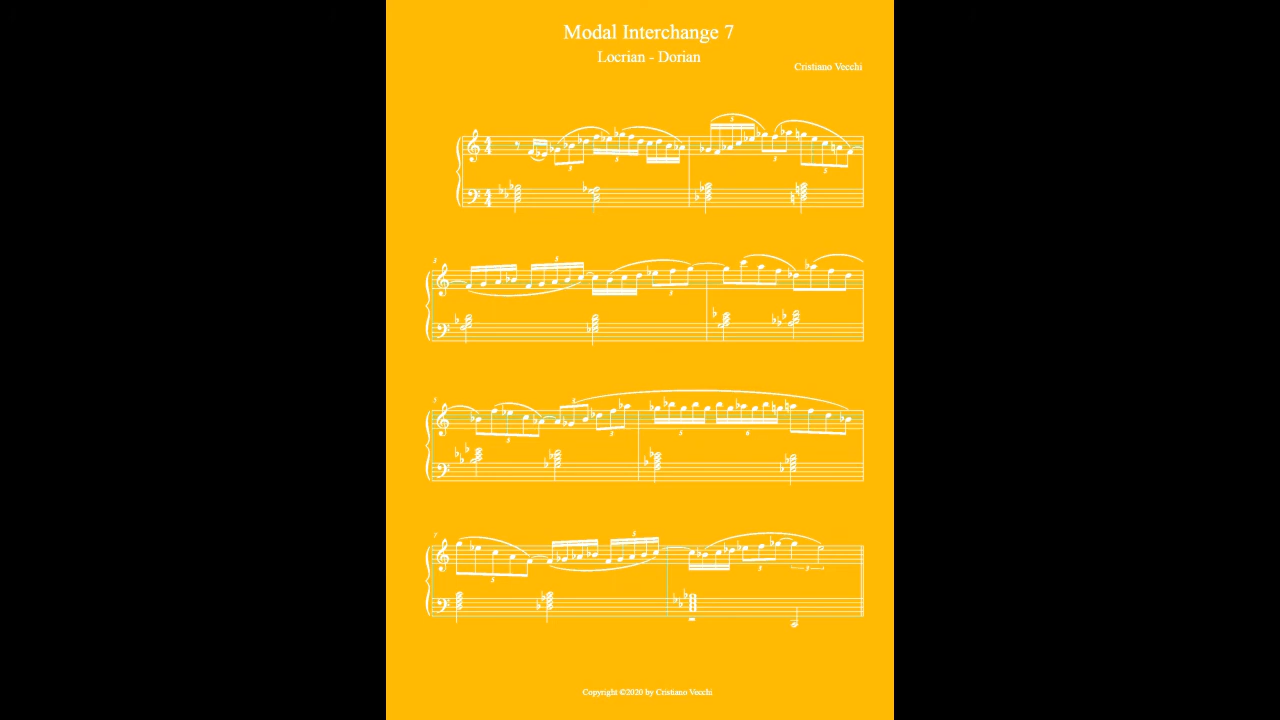 Modal Interchange 7
Locrian - Dorian
Cristiano Vecchi
Copyright ©2020 by Cristiano Vecchi